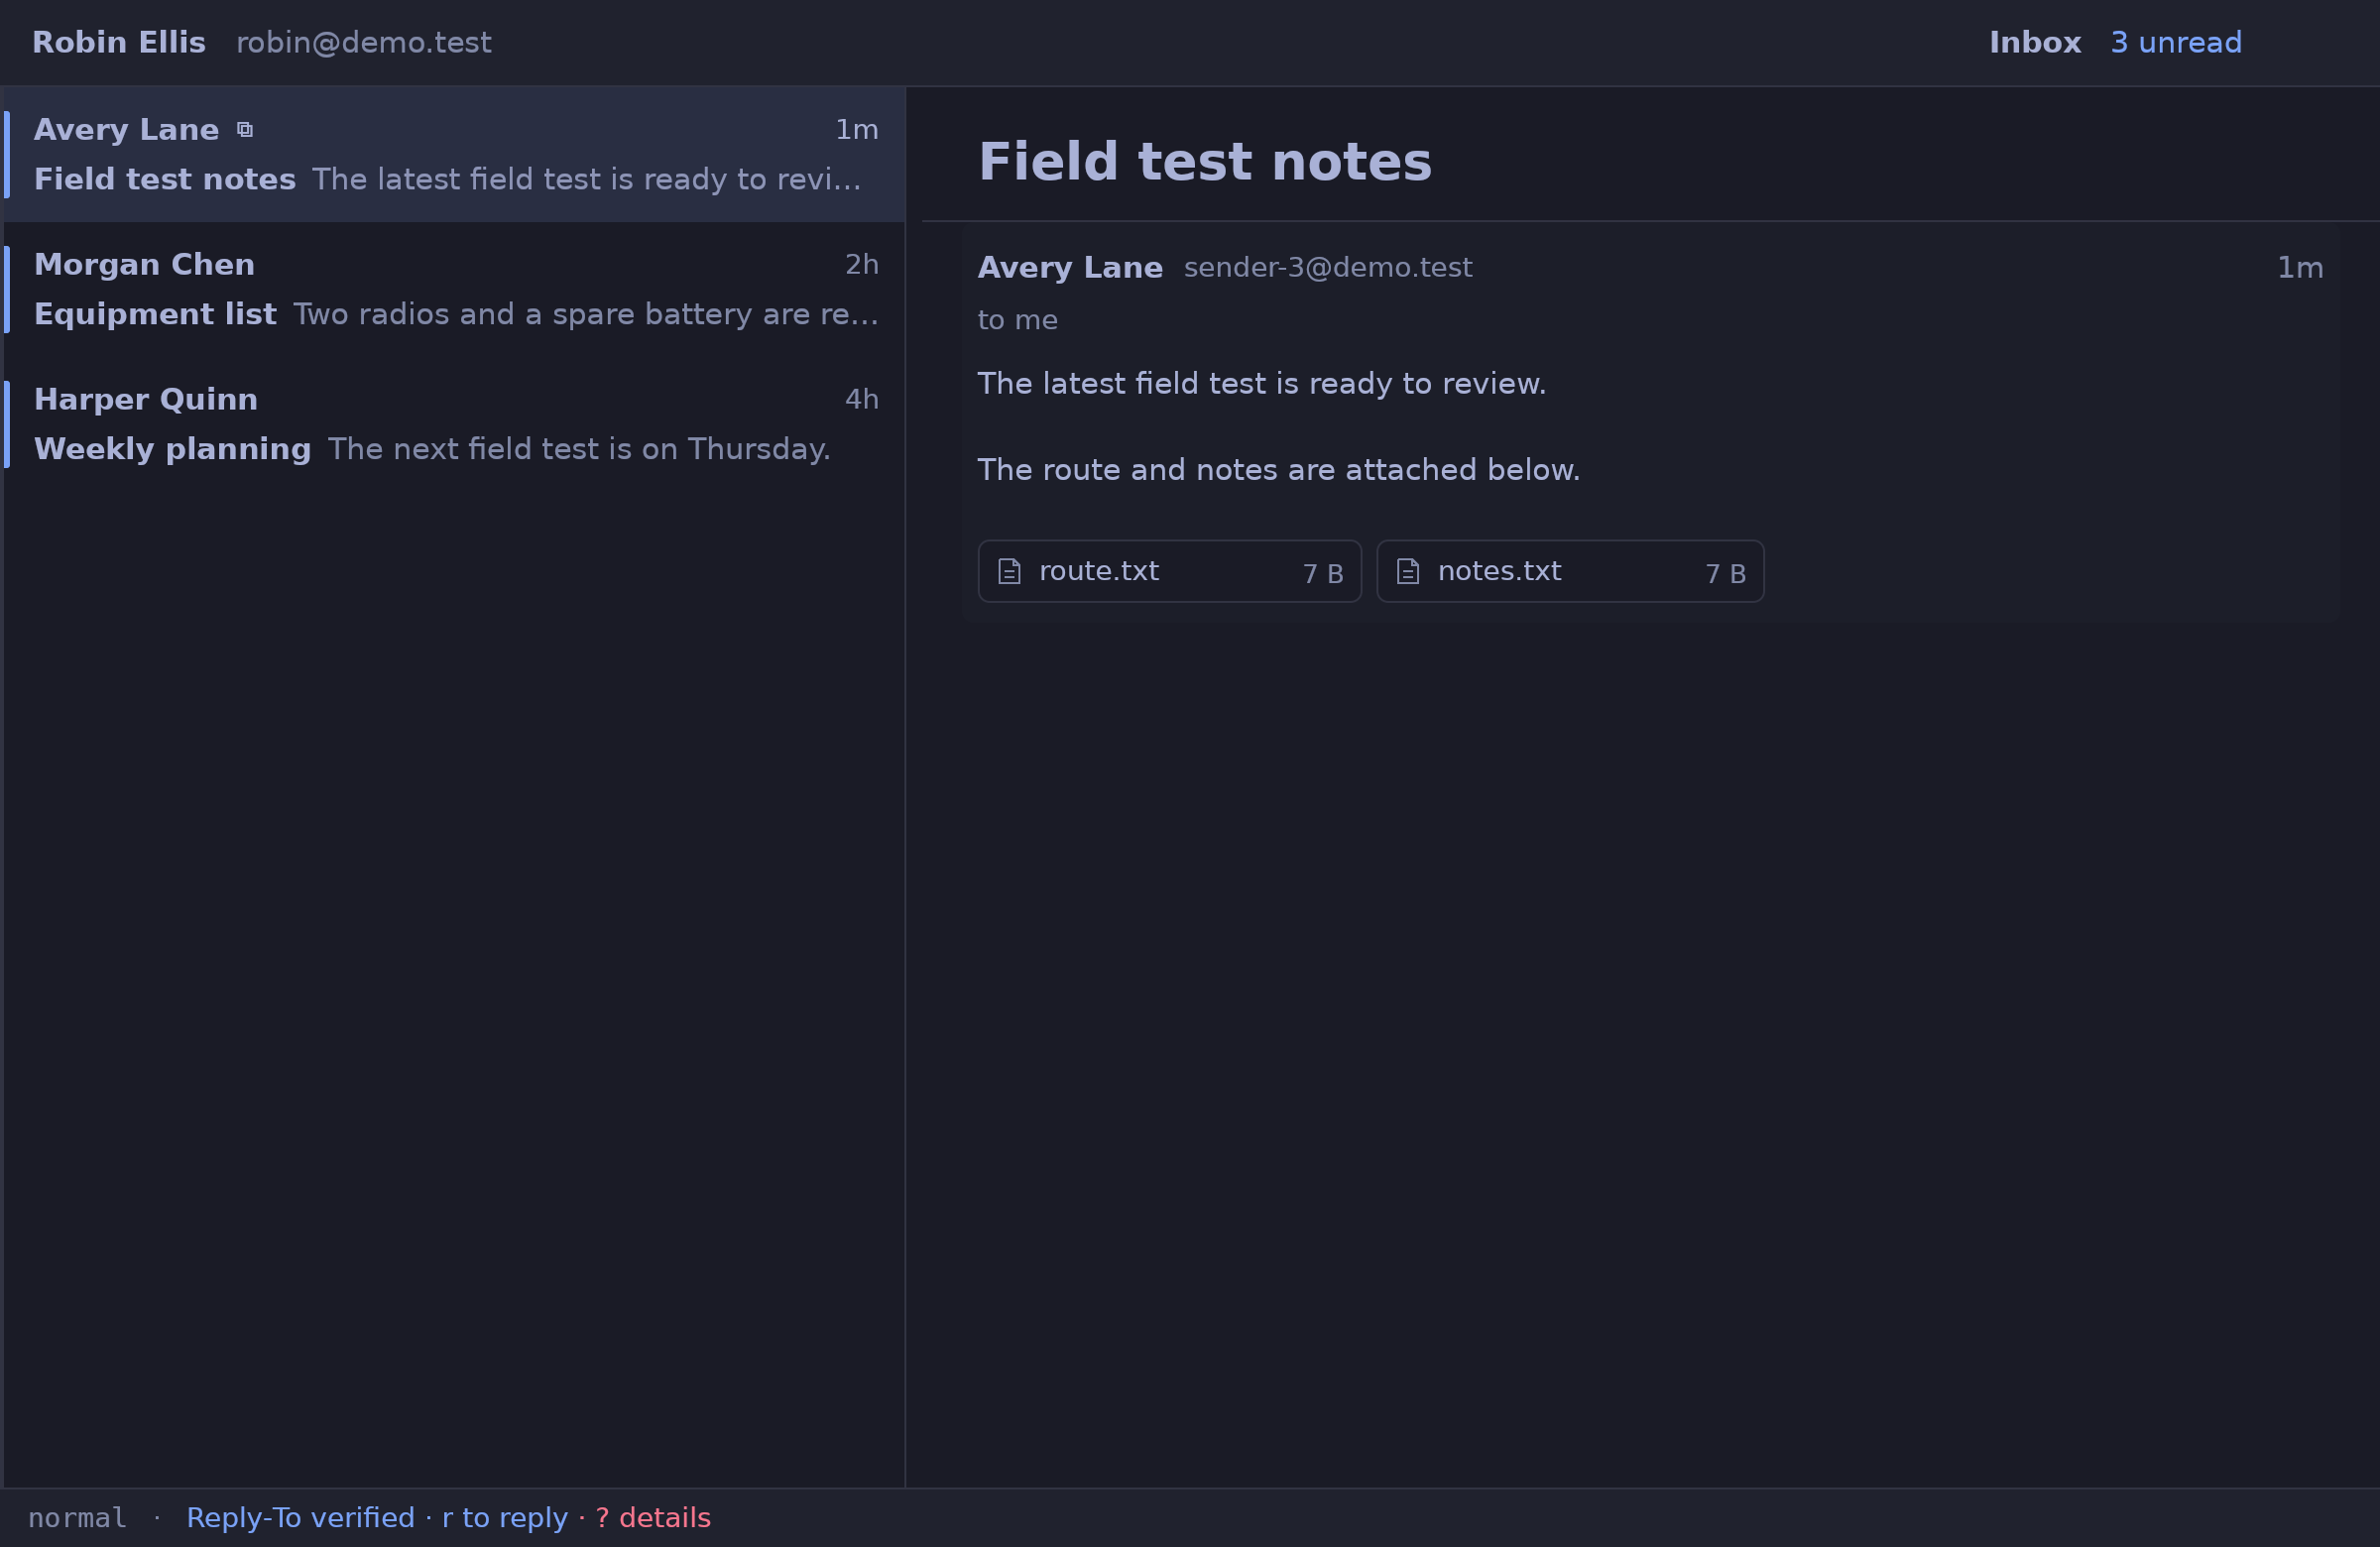 Robin Ellis robin@demo.test
Inbox 3 unread
Avery Lane 1m
Field test notes The latest field test is ready to revi…
Morgan Chen 2h
Equipment list Two radios and a spare battery are re…
Harper Quinn 4h
Weekly planning The next field test is on Thursday.
Field test notes
Avery Lane sender-3@demo.test 1m
to me
The latest field test is ready to review.
The route and notes are attached below.
route.txt 7 B notes.txt 7 B
normal · Reply-To verified · r to reply · ? details